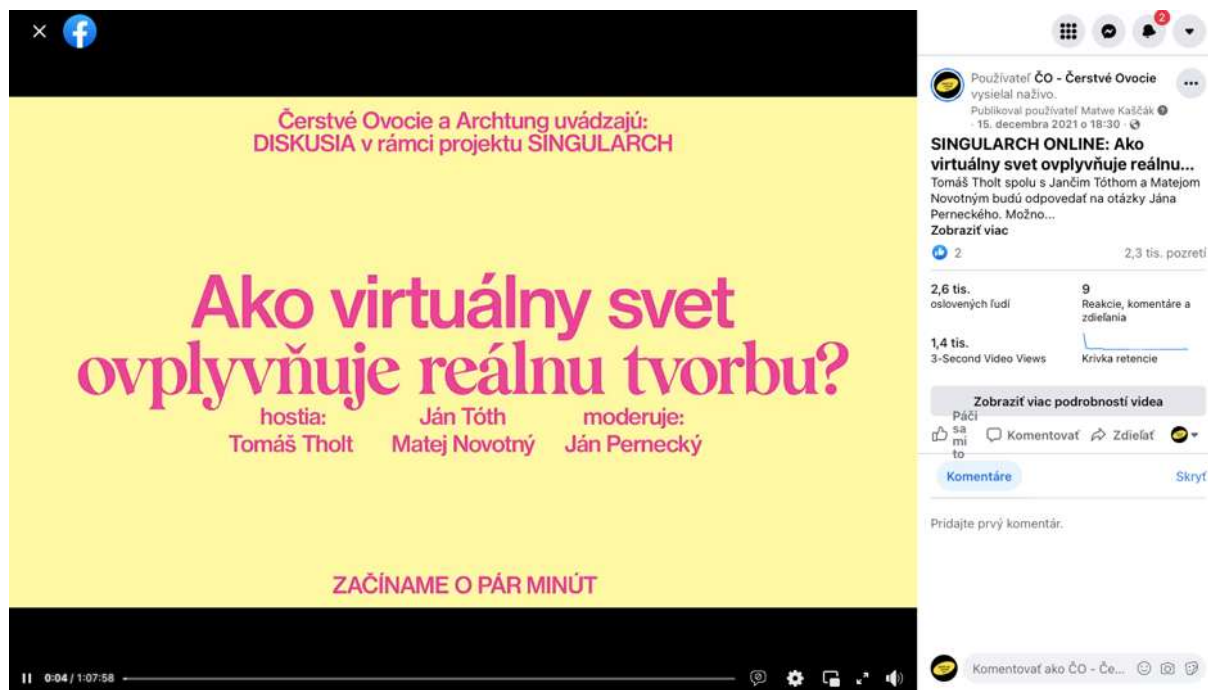 Čerstvé Ovocie a Archtung uvádzajú:
DISKUSIA v rámci projektu SINGULARCH
Ako virtuálny svet
ovplyvňuje reálnu tvorbu?
hostia:
Tomáš Tholt
Ján Tóth
Matej Novotný
moderuje:
Ján Pernecký
ZAČÍNAME O PÁR MINÚT
0:04 / 1:07:58
2
Používateľ ČO - Čerstvé Ovocie
vysielal naživo.
Publikoval používateľ Matwe Kaščák
· 15. decembra 2021 o 18:30 ·
SINGULARCH ONLINE: Ako
virtuálny svet ovplyvňuje reálnu...
Tomáš Tholt spolu s Jančim Tóthom a Matejom
Novotným budú odpovedať na otázky Jána
Perneckého. Možno...
Zobraziť viac
2
2,3 tis. pozretí
2,6 tis.
oslovených ľudí
9
Reakcie, komentáre a
zdieľania
1,4 tis.
3-Second Video Views
Krivka retencie
Zobraziť viac podrobností videa
Páči
sa
mi
to
Komentovať
Zdieľať
Komentáre
Skryť
Pridajte prvý komentár.
Komentovať ako ČO - Če...